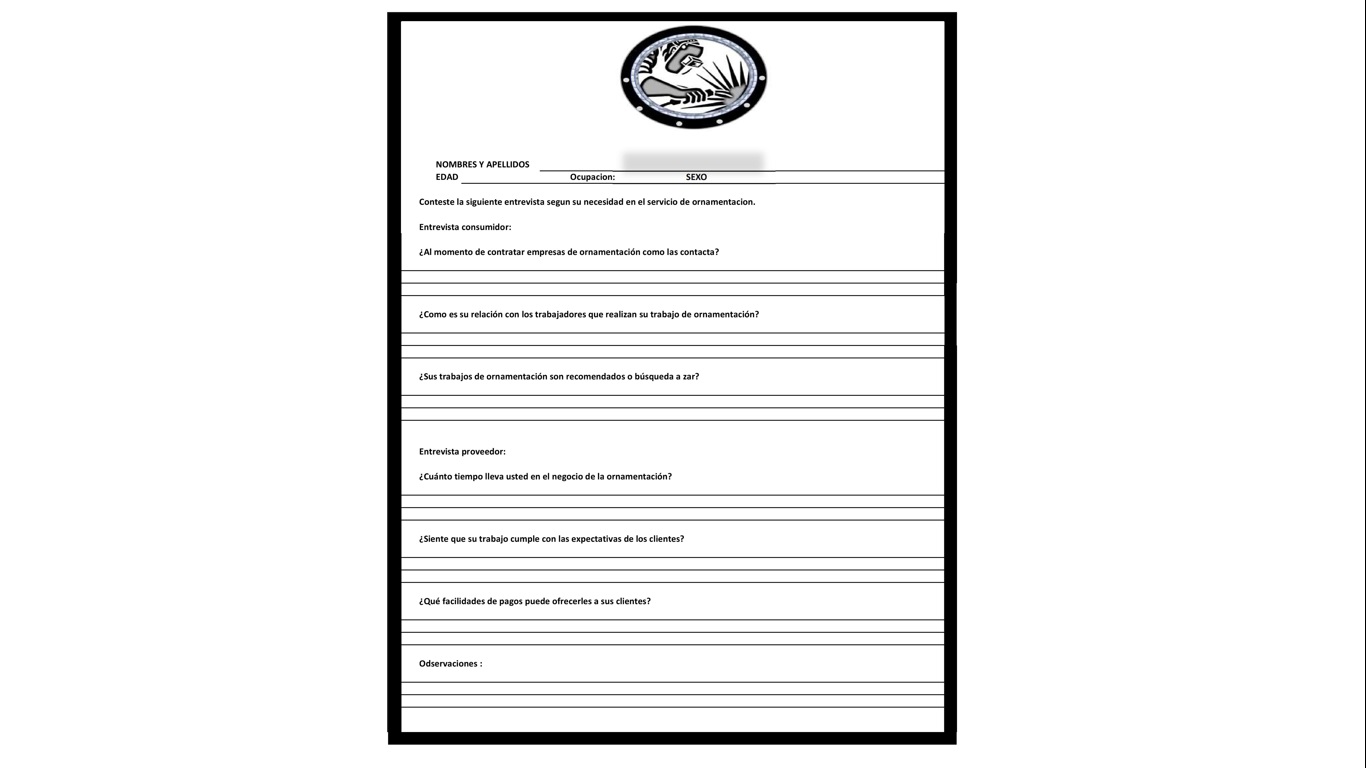 NOMBRES Y APELLIDOS
EDAD Ocupacion: SEXO
Conteste la siguiente entrevista segun su necesidad en el servicio de ornamentacion.
Entrevista consumidor:
¿Al momento de contratar empresas de ornamentación como las contacta?
¿Como es su relación con los trabajadores que realizan su trabajo de ornamentación?
¿Sus trabajos de ornamentación son recomendados o búsqueda a zar?
Entrevista proveedor:
¿Cuánto tiempo lleva usted en el negocio de la ornamentación?
¿Siente que su trabajo cumple con las expectativas de los clientes?
¿Qué facilidades de pagos puede ofrecerles a sus clientes?
Odservaciones :